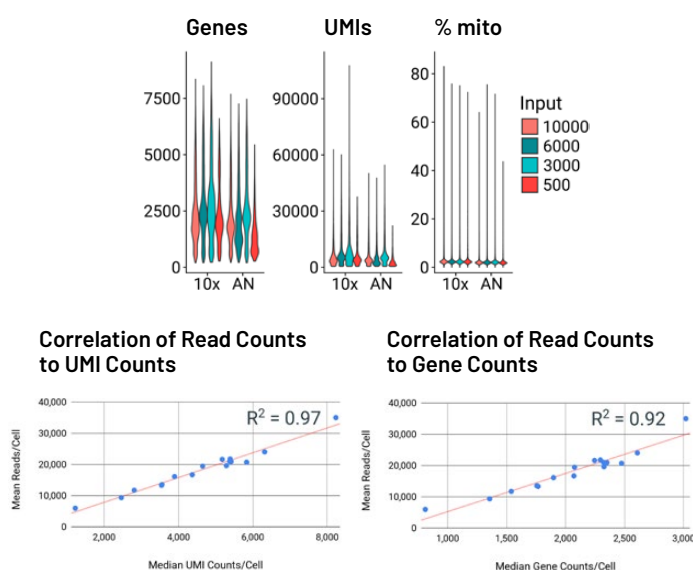 Genes UMIs % mito
7500 90000 80
5000 60000 60
2500 30000 40
0 0 20
0
10x AN 10x AN 10x AN
Input
10000
6000
3000
500
Correlation of Read Counts
to UMI Counts
R² = 0.97
Mean Reads/Cell
40,000
30,000
20,000
10,000
0
2,000 4,000 6,000 8,000
Median UMI Counts/Cell
Correlation of Read Counts
to Gene Counts
R² = 0.92
Mean Reads/Cell
40,000
30,000
20,000
10,000
0
1,000 1,500 2,000 2,500 3,000
Median Gene Counts/Cell